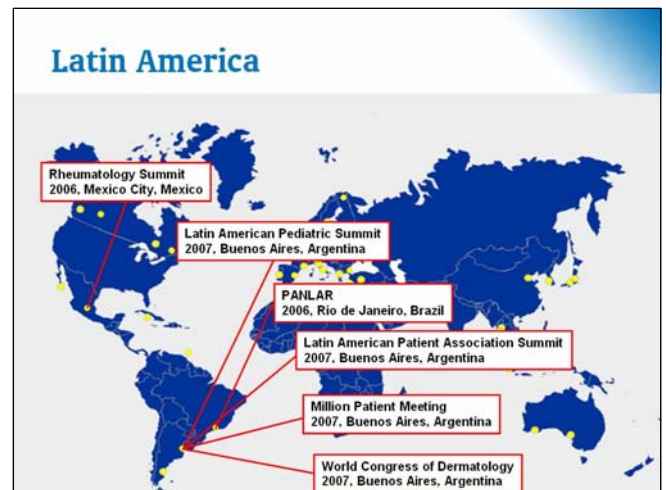 Latin America
Rheumatology Summit
2006, Mexico City, Mexico
Latin American Pediatric Summit
2007, Buenos Aires, Argentina
PANLAR
2006, Rio de Janeiro, Brazil
Latin American Patient Association Summit
2007, Buenos Aires, Argentina
Million Patient Meeting
2007, Buenos Aires, Argentina
World Congress of Dermatology
2007, Buenos Aires, Argentina